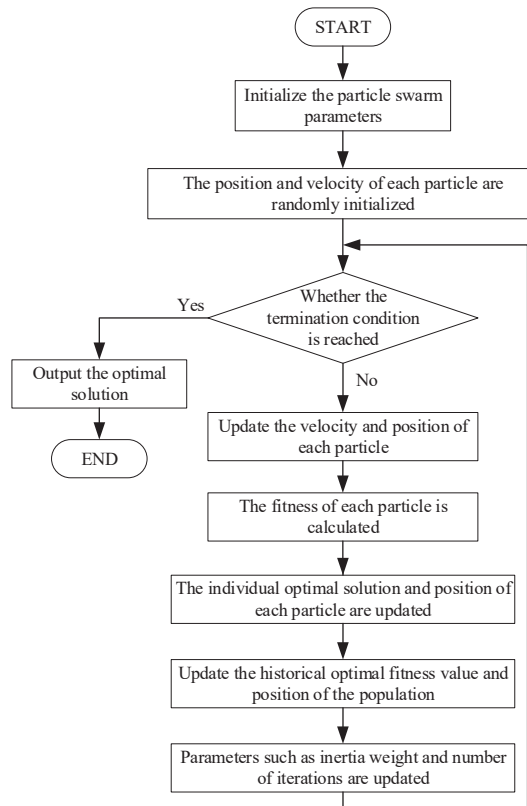 START
Initialize the particle swarm
parameters
The position and velocity of each particle are
randomly initialized
Whether the
termination condition
is reached
Yes
Output the optimal
solution
END
No
Update the velocity and position of
each particle
The fitness of each particle is
calculated
The individual optimal solution and position of
each particle are updated
Update the historical optimal fitness value and
position of the population
Parameters such as inertia weight and number
of iterations are updated